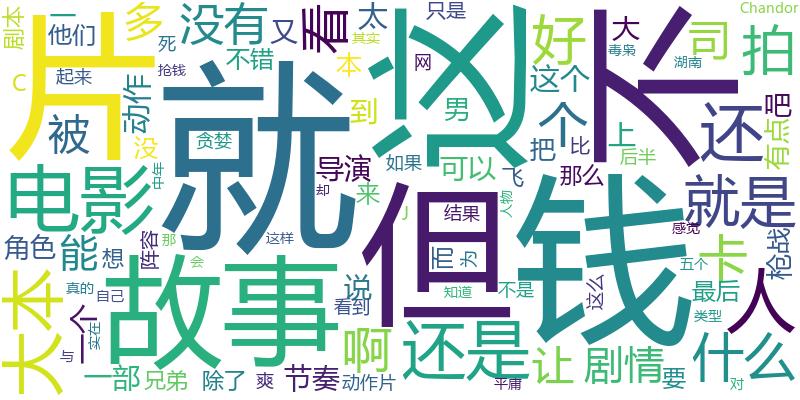 剧本
一
他们
多
没有
又
看
太
只是
这
不
Chandor
大
拍
片
C
起来
死
不错
本
其实
网
好
司
毒枭
湖南
抢钱
动作
就
到
男
这个
个
还
吧
被
没
贪婪
导演
如果
可以
飞
把
比
上
后半
有点
电影
中年
却
来
但
钱
那么
就是
角色
能
想
阵容
那
这样
结果
人物
感觉
枪战
故事
会
说
而
为
不是
五个
卡
人
大本
真的
自己
看到
知道
这么
最后
一个
实在
与
啊
还是
让
剧情
类型
什么
一部
兄弟
除了
爽
节奏
动作片
平庸
要
对